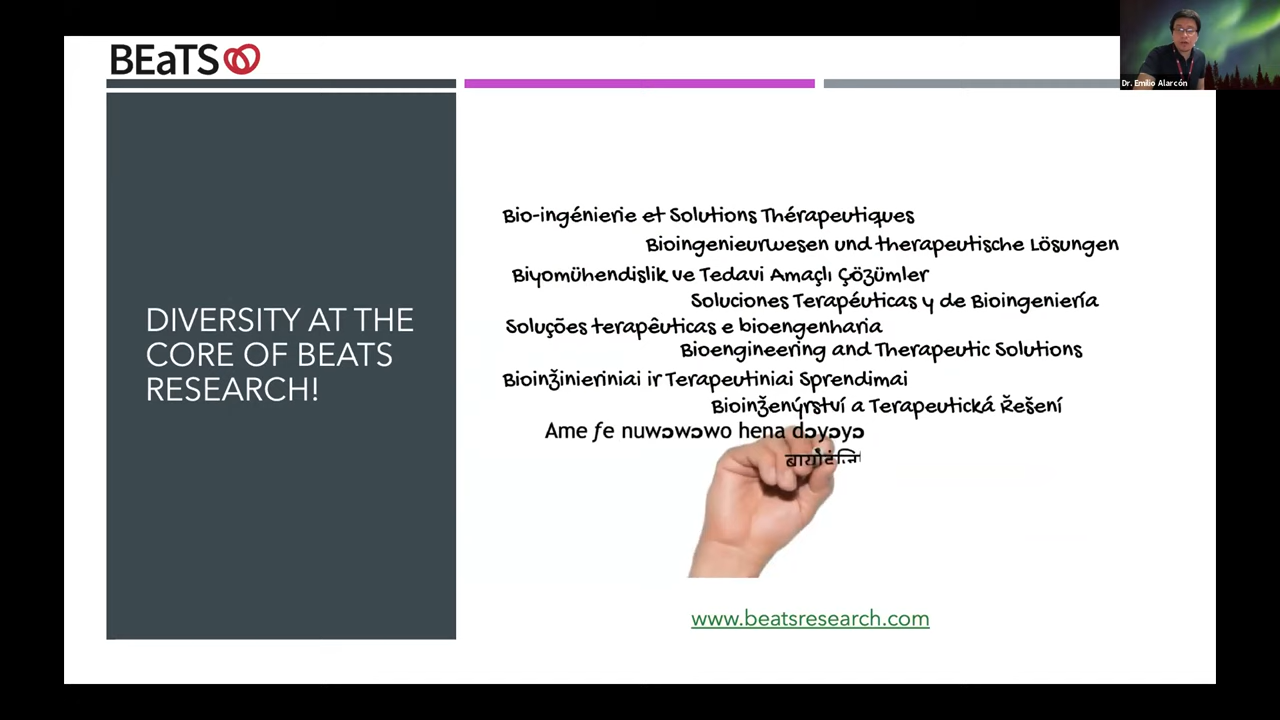 BEaTS
Dr. Emilio Alarcón
DIVERSITY AT THE
CORE OF BEATS
RESEARCH!
Bio-ingénierie et Solutions Thérapeutiques
Bioingenieurwesen und therapeutische Lösungen
Biyomühendislik ve Tedavi Amaçlı Çözümler
Soluciones Terapéuticas y de Bioingeniería
Soluções terapêuticas e bioengenharia
Bioengineering and Therapeutic Solutions
Bioinžinieriniai ir Terapeutiniai Sprendimai
Bioinženýrství a Terapeutická Řešení
Ame ƒe nuwɔwɔwo hena dɔyɔyɔ
www.beatsresearch.com